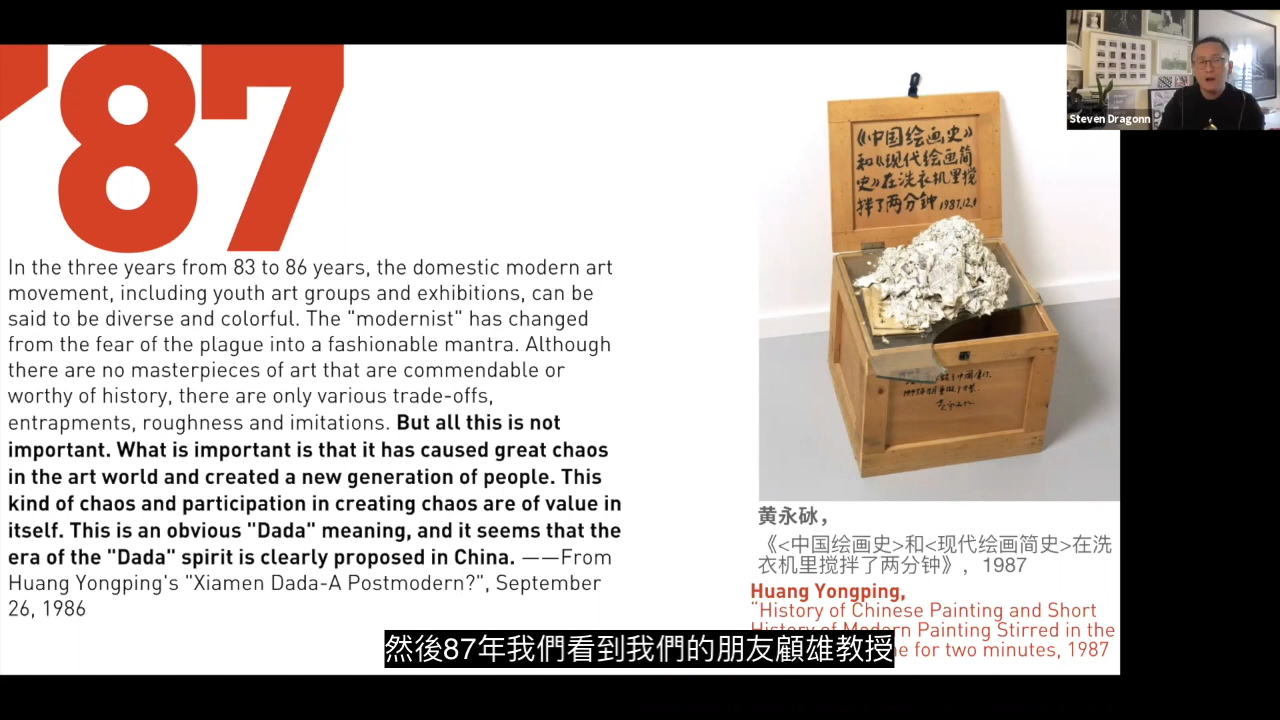 '87
In the three years from 83 to 86 years, the domestic modern art
movement, including youth art groups and exhibitions, can be
said to be diverse and colorful. The "modernist" has changed
from the fear of the plague into a fashionable mantra. Although
there are no masterpieces of art that are commendable or
worthy of history, there are only various trade-offs,
entrapments, roughness and imitations. But all this is not
important. What is important is that it has caused great chaos
in the art world and created a new generation of people. This
kind of chaos and participation in creating chaos are of value in
itself. This is an obvious "Dada" meaning, and it seems that the
era of the "Dada" spirit is clearly proposed in China. ——From
Huang Yongping's "Xiamen Dada-A Postmodern?", September
26, 1986
《中国绘画史》
和《现代绘画简
史》在洗衣机里搅
拌了两分钟 1987.12.1
黄永砯，
《<中国绘画史>和<现代绘画简史>在洗
衣机里搅拌了两分钟》，1987
Huang Yongping,
“History of Chinese Painting and Short
History of Modern Painting Stirred in the
e for two minutes, 1987
Steven Dragonn
然後87年我們看到我們的朋友顧雄教授